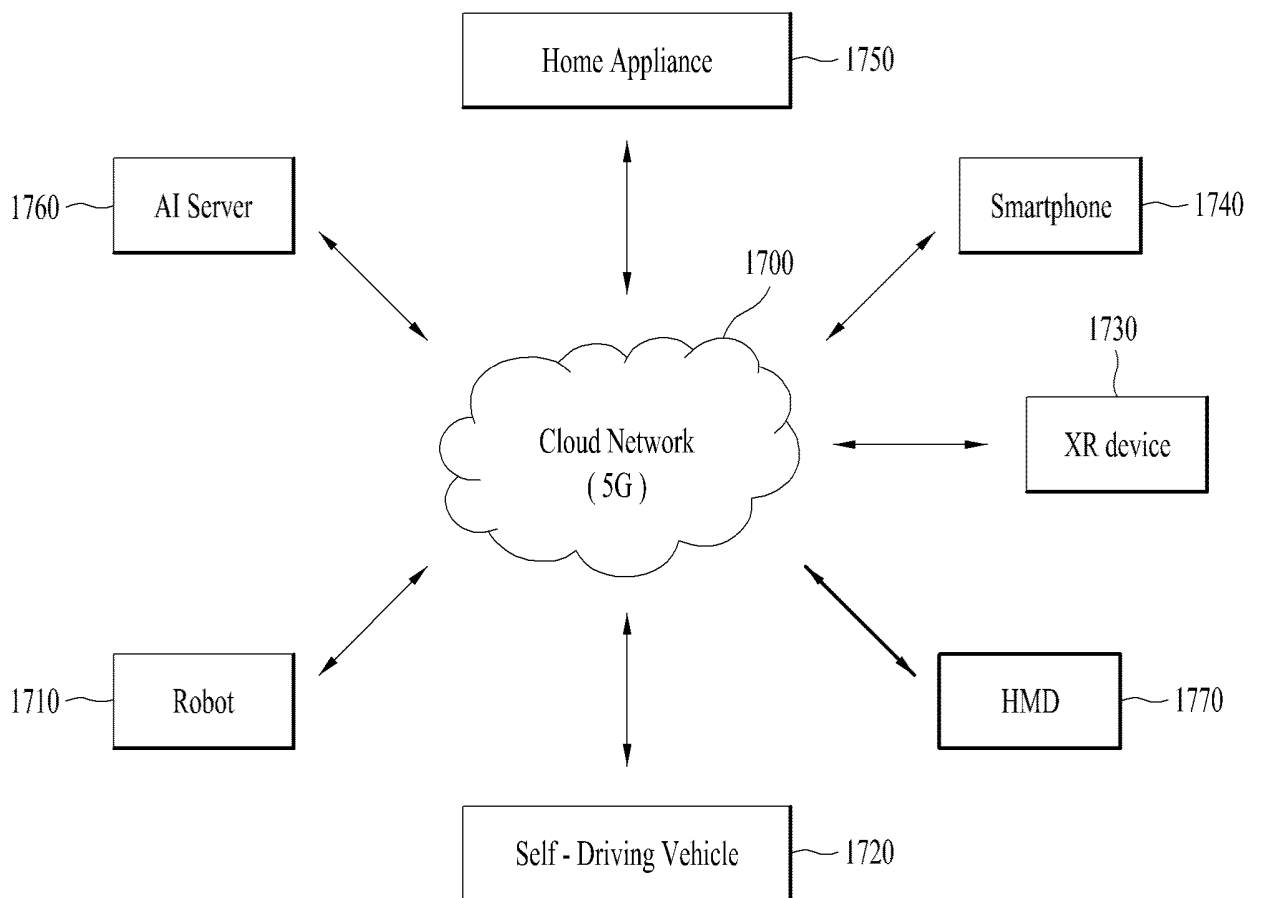 Home Appliance
1750
1760
AI Server
Smartphone
1740
1700
1730
Cloud Network
( 5G )
XR device
1710
Robot
HMD
1770
Self - Driving Vehicle
1720